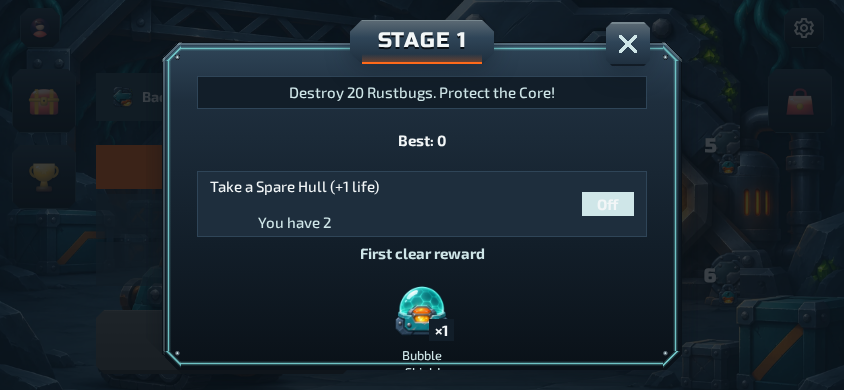 STAGE 1
Destroy 20 Rustbugs. Protect the Core!
Best: 0
Take a Spare Hull (+1 life)
Off
You have 2
First clear reward
×1
Bubble
5
6